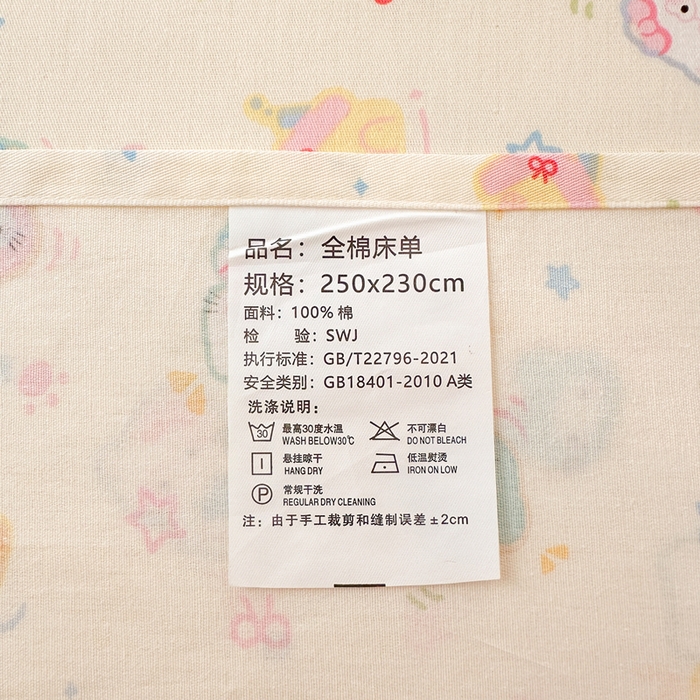 品名：全棉床单
规格：250x230cm
面料：100% 棉
检 验：SWJ
执行标准：GB/T22796-2021
安全类别：GB18401-2010 A类
洗涤说明：
30 最高30度水温 不可漂白
WASH BELOW30℃ DO NOT BLEACH
悬挂晾干 低温熨烫
HANG DRY IRON ON LOW
P 常规干洗
REGULAR DRY CLEANING
注：由于手工裁剪和缝制误差±2cm